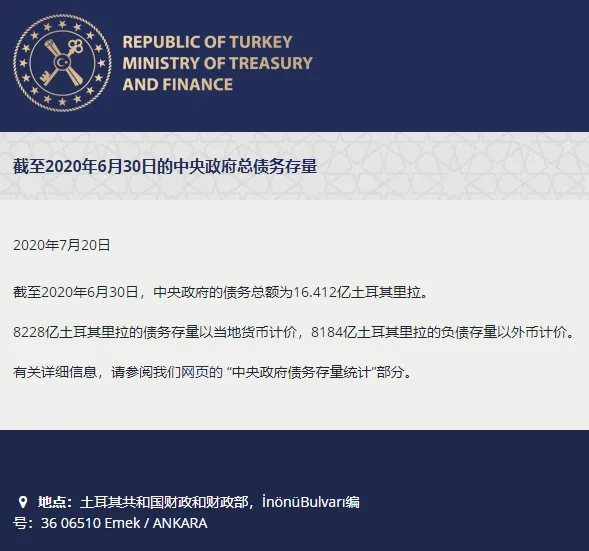 REPUBLIC OF TURKEY
MINISTRY OF TREASURY
AND FINANCE
截至2020年6月30日的中央政府总债务存量
2020年7月20日
截至2020年6月30日，中央政府的债务总额为16.412亿土耳其里拉。
8228亿土耳其里拉的债务存量以当地货币计价，8184亿土耳其里拉的负债存量以外币计价。
有关详细信息，请参阅我们网页的 “中央政府债务存量统计”部分。
地点：土耳其共和国财政和财政部，İnönüBulvarı编
号：36 06510 Emek / ANKARA